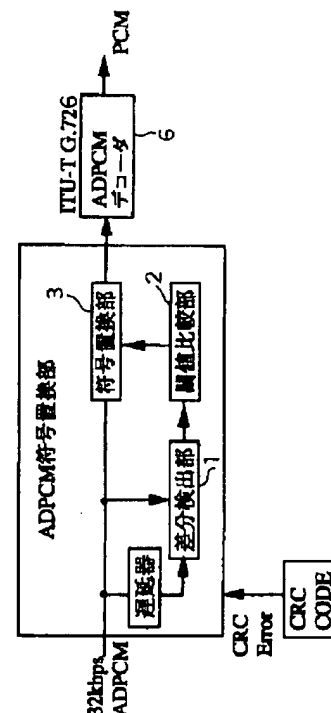 32kbps
ADPCM
ADPCM符号置換部
遅延器
差分検出部
1
閾値比較部
2
符号置換部
3
ITU-T G.726
ADPCM
デコーダ
6
PCM
CRC
Error
CRC
CODE